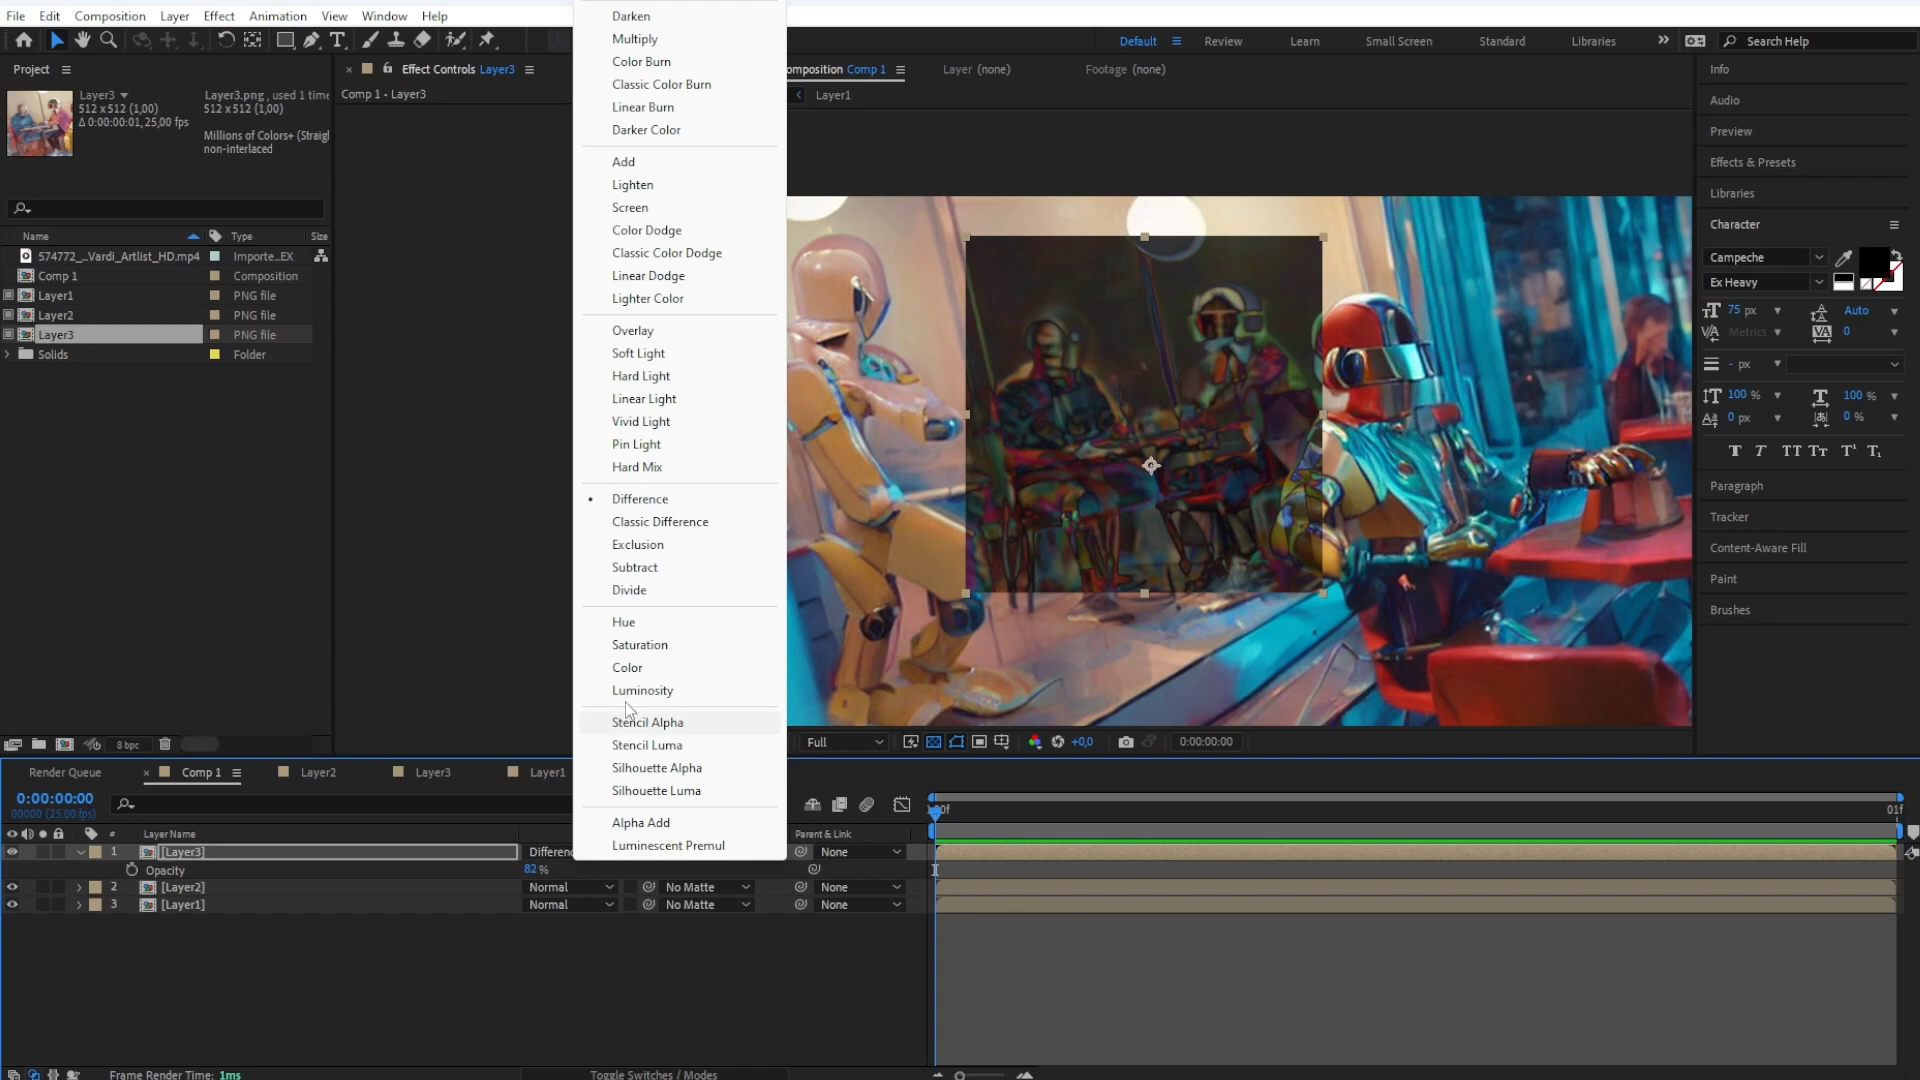 File Edit Composition Layer Effect Animation View Window Help
Default Review Learn Small Screen Standard Libraries Search Help
Project
Layer3
512 x 512 (1,00)
Δ 0:00:00:01, 25,00 fps
Layer3.png, used 1 time
512 x 512 (1,00)
Millions of Colors+ (Straigl
non-interlaced
Name Type Size
574772_...Vardi_Artlist_HD.mp4 Importe...EX
Comp 1 Composition
Layer1 PNG file
Layer2 PNG file
Layer3 PNG file
Solids Folder
8 bpc
Effect Controls Layer3
Comp 1 - Layer3
Darken
Multiply
Color Burn
Classic Color Burn
Linear Burn
Darker Color
Add
Lighten
Screen
Color Dodge
Classic Color Dodge
Linear Dodge
Lighter Color
Overlay
Soft Light
Hard Light
Linear Light
Vivid Light
Pin Light
Hard Mix
Difference
Classic Difference
Exclusion
Subtract
Divide
Hue
Saturation
Color
Luminosity
Stencil Alpha
Stencil Luma
Silhouette Alpha
Silhouette Luma
Alpha Add
Luminescent Premul
omposition Comp 1 Layer (none) Footage (none)
Layer1
Full +0,0 0:00:00:00
Info
Audio
Preview
Effects & Presets
Libraries
Character
Campeche
Ex Heavy
75 px Auto
Metrics 0
- px
100 % 100 %
0 px 0 %
Paragraph
Tracker
Content-Aware Fill
Paint
Brushes
Render Queue Comp 1 Layer2 Layer3 Layer1
0:00:00:00
00000 (25.00 fps)
# Layer Name Parent & Link
1 [Layer3] Differenc None
Opacity 82 %
2 [Layer2] Normal No Matte None
3 [Layer1] Normal No Matte None
01f
Frame Render Time: 1ms Toggle Switches / Modes